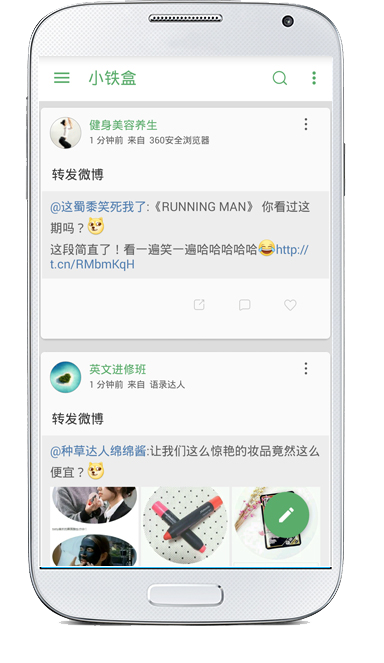 小铁盒
健身美容养生
1 分钟前 来自 360安全浏览器
转发微博
@这蜀黍笑死我了:《RUNNING MAN》 你看过这
期吗？
这段简直了！看一遍笑一遍哈哈哈哈哈😂http://
t.cn/RMbmKqH
英文进修班
1 分钟前 来自 语录达人
转发微博
@种草达人绵绵酱:让我们这么惊艳的妆品竟然这么
便宜？